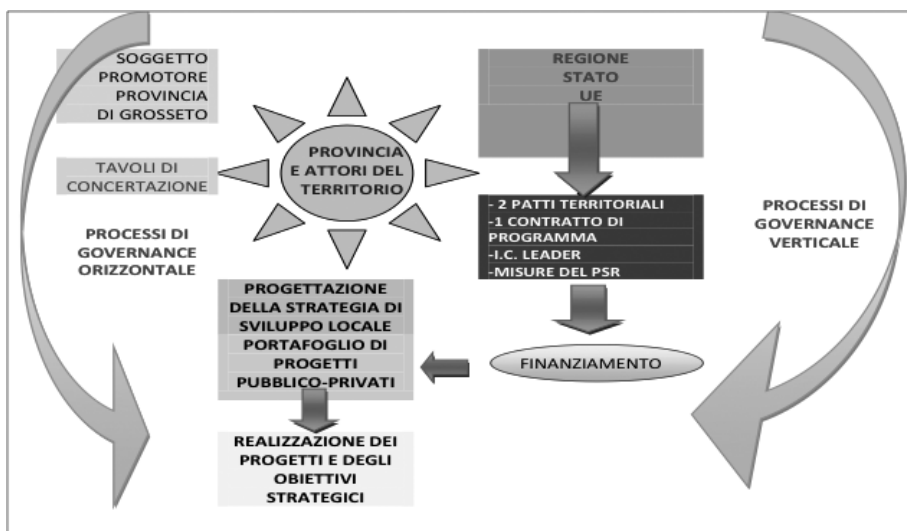 SOGGETTO
PROMOTORE
PROVINCIA
DI GROSSETO
TAVOLI DI
CONCERTAZIONE
PROCESSI DI
GOVERNANCE
ORIZZONTALE
PROVINCIA
E ATTORI DEL
TERRITORIO
REGIONE
STATO
UE
- 2 PATTI TERRITORIALI
-1 CONTRATTO DI
PROGRAMMA
-I.C. LEADER
-MISURE DEL PSR
PROCESSI DI
GOVERNANCE
VERTICALE
FINANZIAMENTO
PROGETTAZIONE
DELLA STRATEGIA DI
SVILUPPO LOCALE
PORTAFOGLIO DI
PROGETTI
PUBBLICO-PRIVATI
REALIZZAZIONE DEI
PROGETTI E DEGLI
OBIETTIVI
STRATEGICI